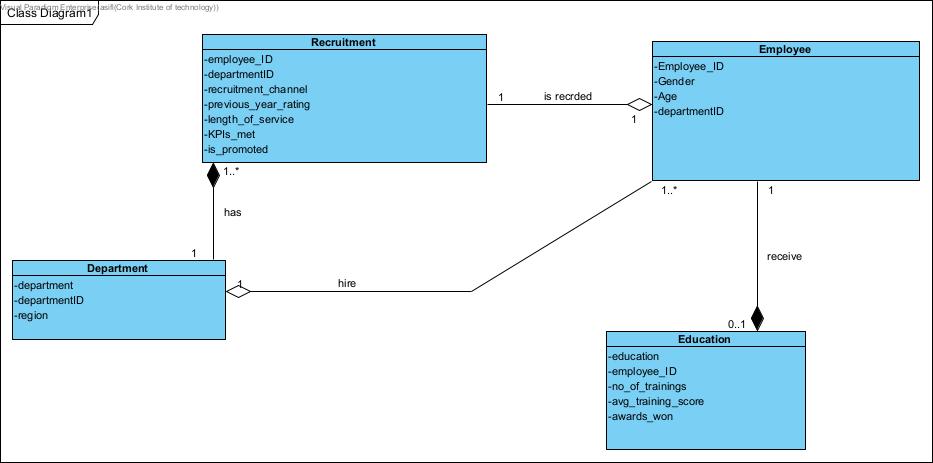 Visual Paradigm Enterprise asifi(Cork Institute of technology))
Class Diagram1
Recruitment
-employee_ID
-departmentID
-recruitment_channel
-previous_year_rating
-length_of_service
-KPIs_met
-is_promoted
Employee
-Employee_ID
-Gender
-Age
-departmentID
1
is recrded
1
1..*
has
1
1..*
1
Department
-department
-departmentID
-region
1
hire
receive
0..1
Education
-education
-employee_ID
-no_of_trainings
-avg_training_score
-awards_won